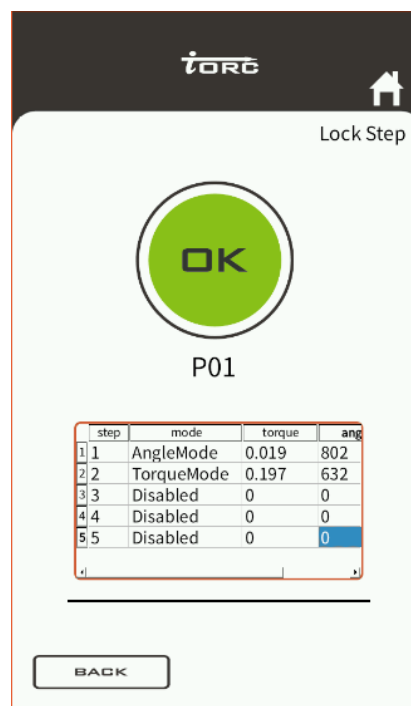 iTORC
Lock Step
OK
P01
step mode torque ang
1 1 AngleMode 0.019 802
2 2 TorqueMode 0.197 632
3 3 Disabled 0 0
4 4 Disabled 0 0
5 5 Disabled 0 0
BACK